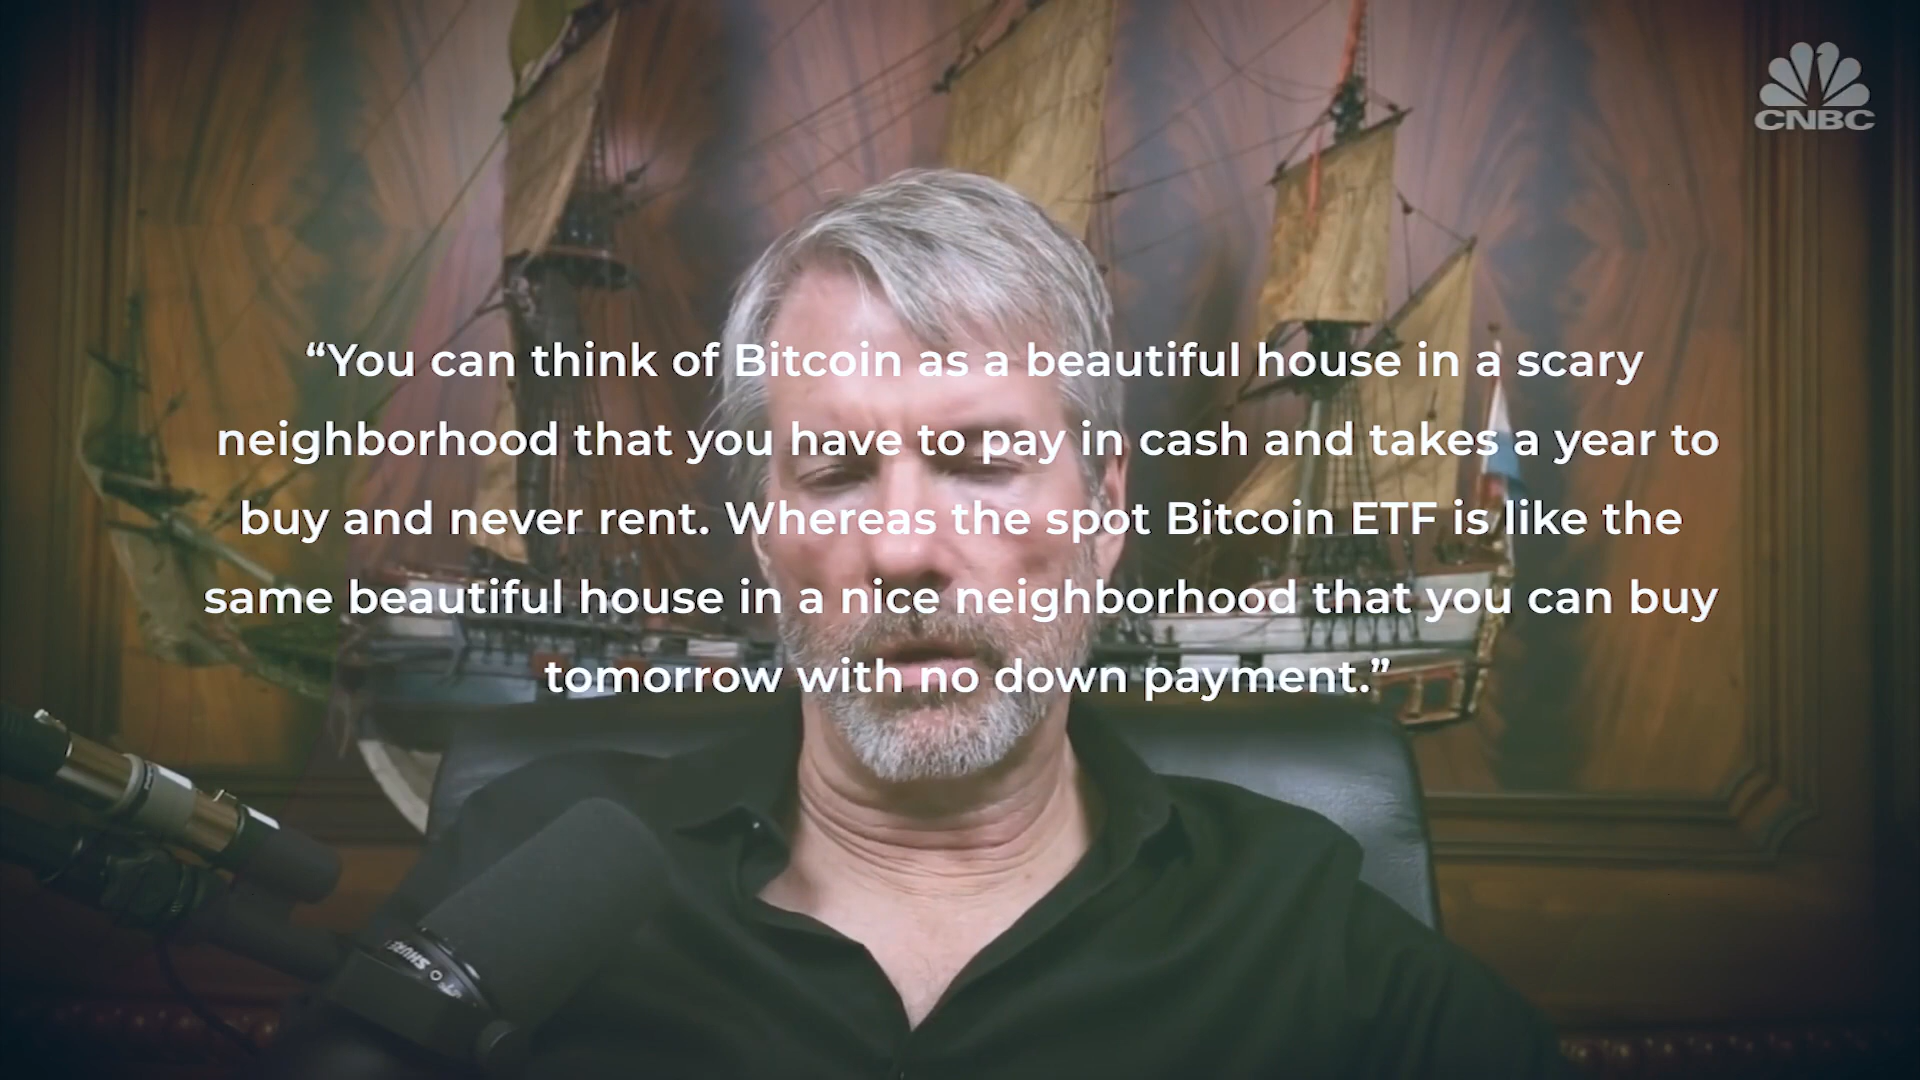 CNBC
“You can think of Bitcoin as a beautiful house in a scary
neighborhood that you have to pay in cash and takes a year to
buy and never rent. Whereas the spot Bitcoin ETF is like the
same beautiful house in a nice neighborhood that you can buy
tomorrow with no down payment.”
SHURE